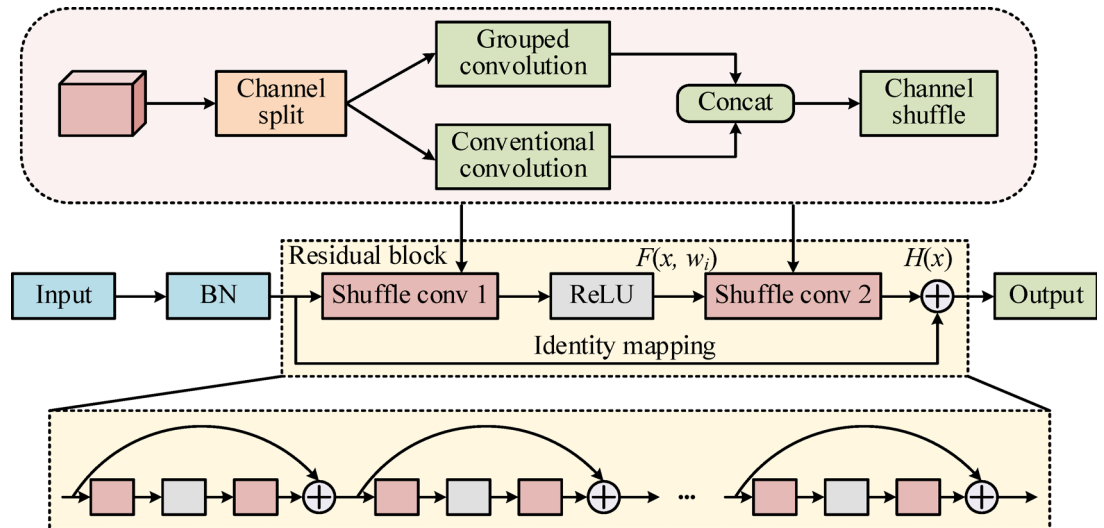 Grouped
convolution
Channel
split
Concat
Channel
shuffle
Conventional
convolution
Residual block
F(x, wᵢ)
H(x)
Input
BN
Shuffle conv 1
ReLU
Shuffle conv 2
Output
Identity mapping
...